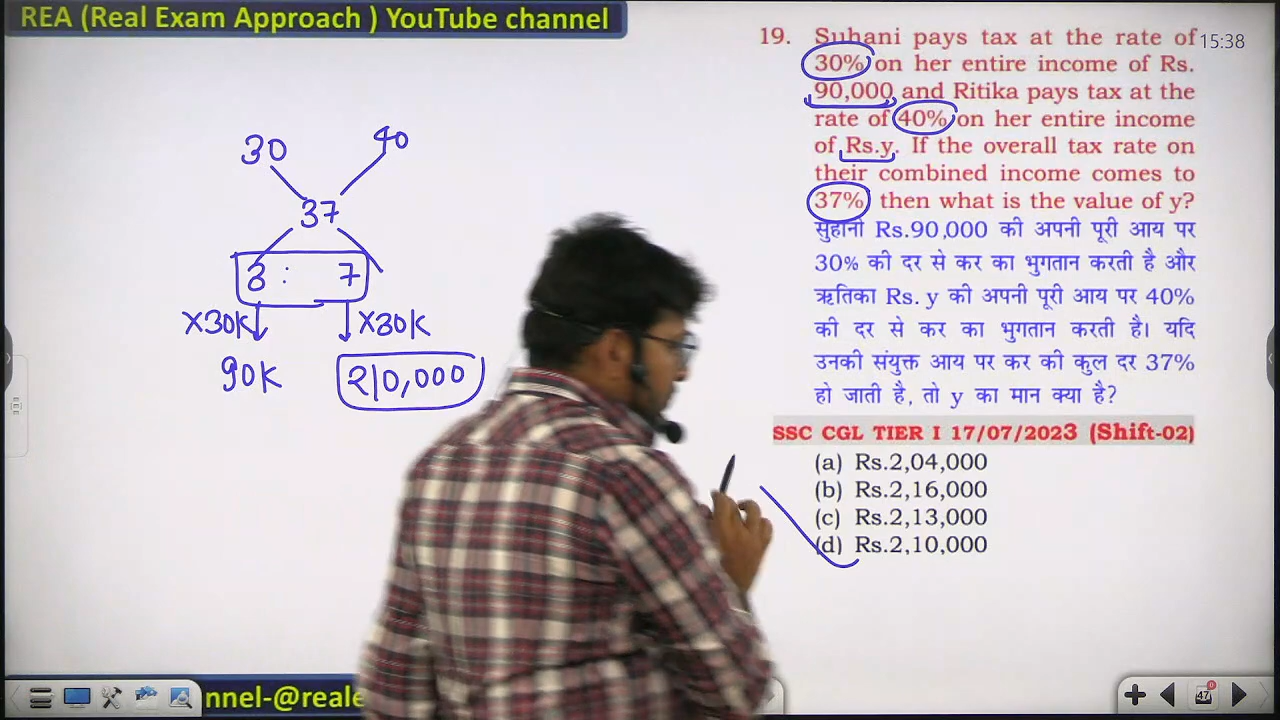 REA (Real Exam Approach ) YouTube channel
15:38
19. Suhani pays tax at the rate of
30% on her entire income of Rs.
90,000 and Ritika pays tax at the
rate of 40% on her entire income
of Rs.y. If the overall tax rate on
their combined income comes to
37% then what is the value of y?
सुहानी Rs.90,000 की अपनी पूरी आय पर
30% की दर से कर का भुगतान करती है और
ऋतिका Rs. y की अपनी पूरी आय पर 40%
की दर से कर का भुगतान करती है। यदि
उनकी संयुक्त आय पर कर की कुल दर 37%
हो जाती है, तो y का मान क्या है?
SSC CGL TIER I 17/07/2023 (Shift-02)
(a) Rs.2,04,000
(b) Rs.2,16,000
(c) Rs.2,13,000
(d) Rs.2,10,000
30 40
37
3 : 7
X30K X30K
90K 210,000
nnel-@reale
47